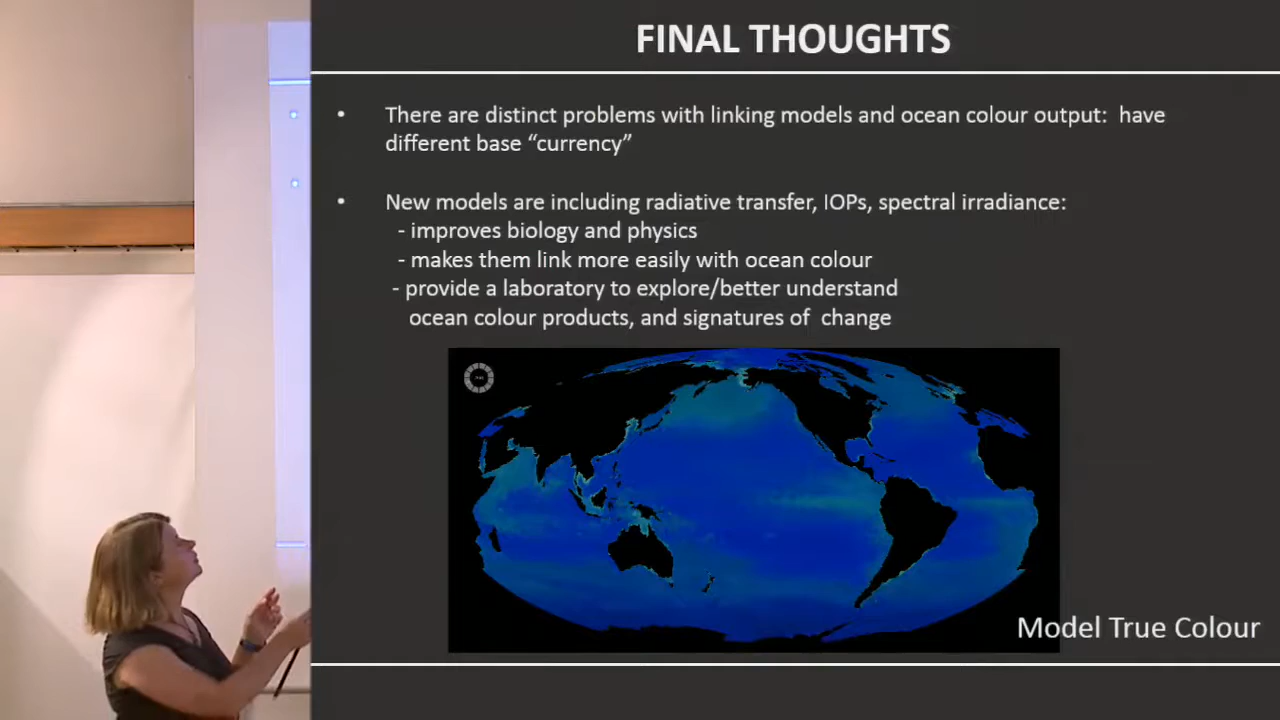 FINAL THOUGHTS
• There are distinct problems with linking models and ocean colour output:  have
different base “currency”
• New models are including radiative transfer, IOPs, spectral irradiance:
- improves biology and physics
- makes them link more easily with ocean colour
- provide a laboratory to explore/better understand
ocean colour products, and signatures of  change
Model True Colour